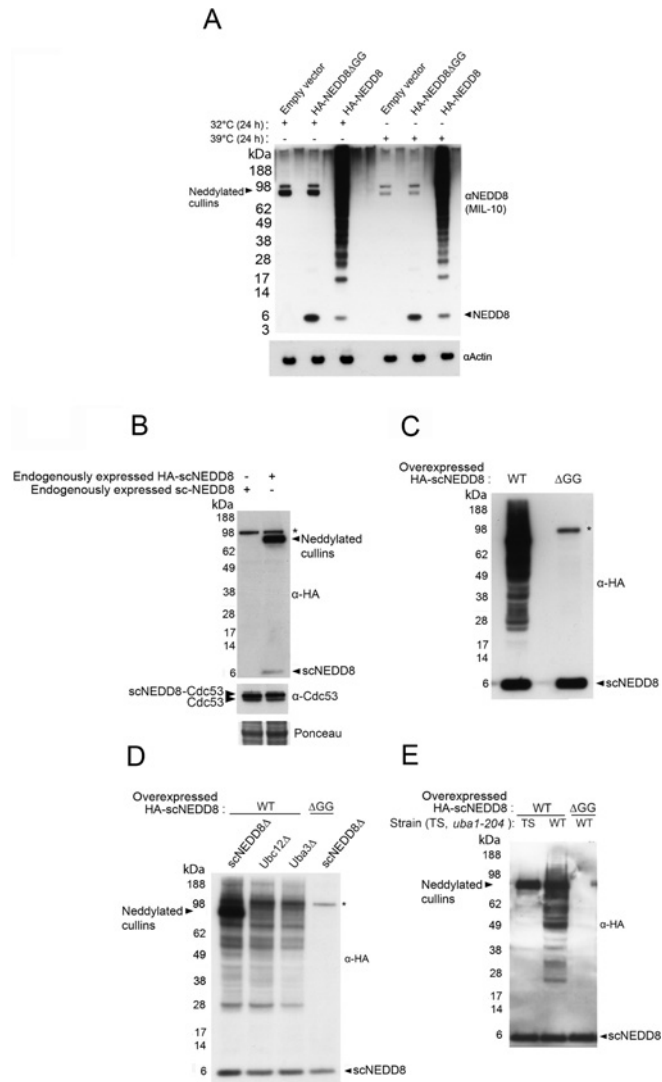 A
Empty vector
HA-NEDD8ΔGG
HA-NEDD8
Empty vector
HA-NEDD8ΔGG
HA-NEDD8
32°C (24 h) : + + + - - -
39°C (24 h) : - - - + + +
kDa
188
98
62
49
38
28
17
14
6
3
Neddylated
cullins
αNEDD8
(MIL-10)
NEDD8
αActin
B
Endogenously expressed HA-scNEDD8 - +
Endogenously expressed sc-NEDD8 + -
kDa
188
98
62
49
38
28
17
14
6
*
Neddylated
cullins
α-HA
scNEDD8
scNEDD8-Cdc53
Cdc53
α-Cdc53
Ponceau
C
Overexpressed
HA-scNEDD8 : WT ΔGG
kDa
188
98
62
49
38
28
17
14
6
*
α-HA
scNEDD8
D
Overexpressed
HA-scNEDD8 : WT ΔGG
scNEDD8Δ
Ubc12Δ
Uba3Δ
scNEDD8Δ
kDa
188
98
62
49
38
28
17
14
6
Neddylated
cullins
*
α-HA
scNEDD8
E
Overexpressed
HA-scNEDD8 : WT ΔGG
Strain (TS, uba1-204 ) : TS WT WT
kDa
188
98
62
49
38
28
17
14
6
Neddylated
cullins
α-HA
scNEDD8